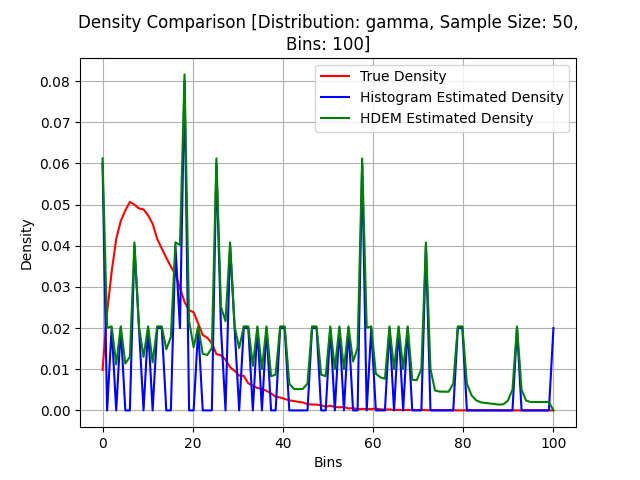 Density Comparison [Distribution: gamma, Sample Size: 50,
Bins: 100]
True Density
Histogram Estimated Density
HDEM Estimated Density
Density
0.08
0.07
0.06
0.05
0.04
0.03
0.02
0.01
0.00
0 20 40 60 80 100
Bins